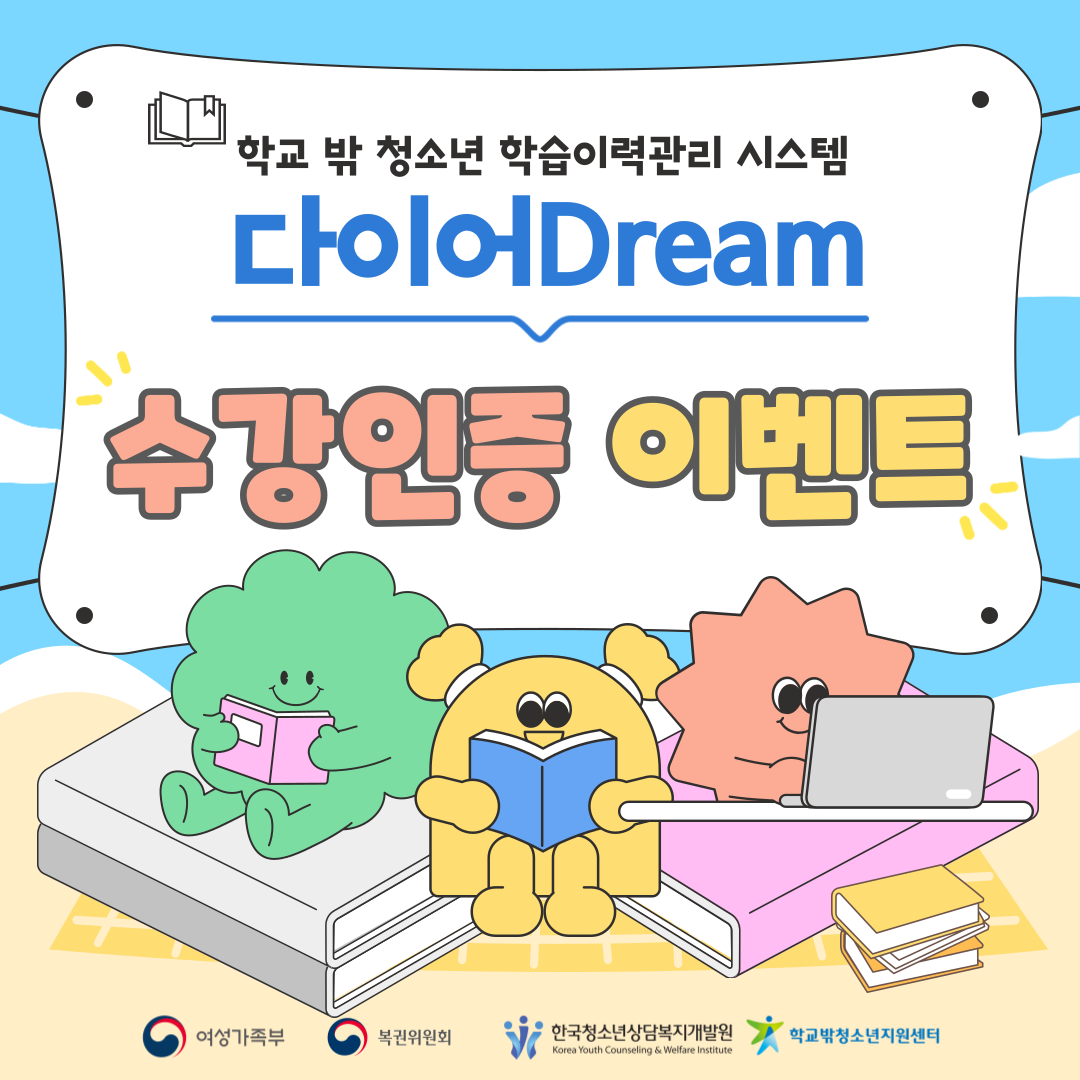 학교 밖 청소년 학습이력관리 시스템
다이어Dream
수강인증 이벤트
여성가족부
복권위원회
한국청소년상담복지개발원
Korea Youth Counseling & Welfare Institute
학교밖청소년지원센터